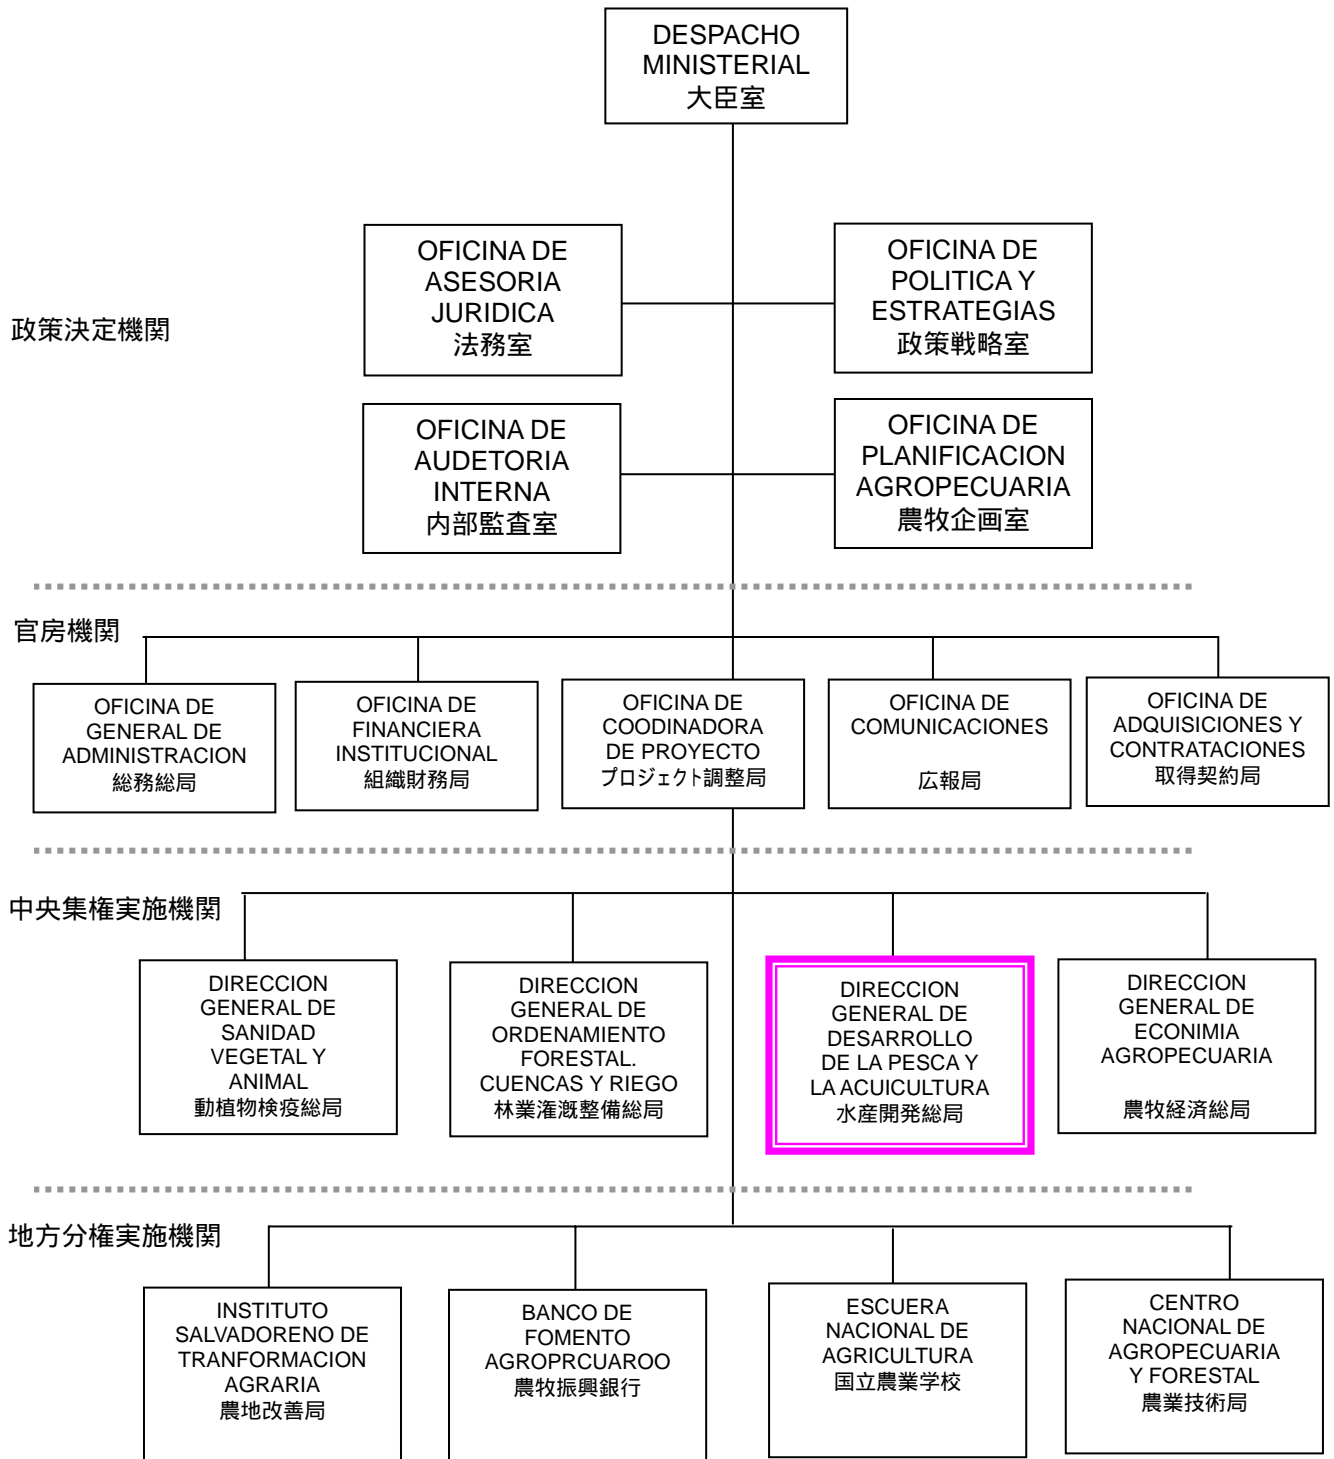 DESPACHO
MINISTERIAL
大臣室
政策決定機関
OFICINA DE
ASESORIA
JURIDICA
法務室
OFICINA DE
POLITICA Y
ESTRATEGIAS
政策戦略室
OFICINA DE
AUDETORIA
INTERNA
内部監査室
OFICINA DE
PLANIFICACION
AGROPECUARIA
農牧企画室
官房機関
OFICINA DE
GENERAL DE
ADMINISTRACION
総務総局
OFICINA DE
FINANCIERA
INSTITUCIONAL
組織財務局
OFICINA DE
COODINADORA
DE PROYECTO
プロジェクト調整局
OFICINA DE
COMUNICACIONES
広報局
OFICINA DE
ADQUISICIONES Y
CONTRATACIONES
取得契約局
中央集権実施機関
DIRECCION
GENERAL DE
SANIDAD
VEGETAL Y
ANIMAL
動植物検疫総局
DIRECCION
GENERAL DE
ORDENAMIENTO
FORESTAL.
CUENCAS Y RIEGO
林業潅漑整備総局
DIRECCION
GENERAL DE
DESARROLLO
DE LA PESCA Y
LA ACUICULTURA
水産開発総局
DIRECCION
GENERAL DE
ECONIMIA
AGROPECUARIA
農牧経済総局
地方分権実施機関
INSTITUTO
SALVADORENO DE
TRANFORMACION
AGRARIA
農地改善局
BANCO DE
FOMENTO
AGROPRCUAROO
農牧振興銀行
ESCUERA
NACIONAL DE
AGRICULTURA
国立農業学校
CENTRO
NACIONAL DE
AGROPECUARIA
Y FORESTAL
農業技術局